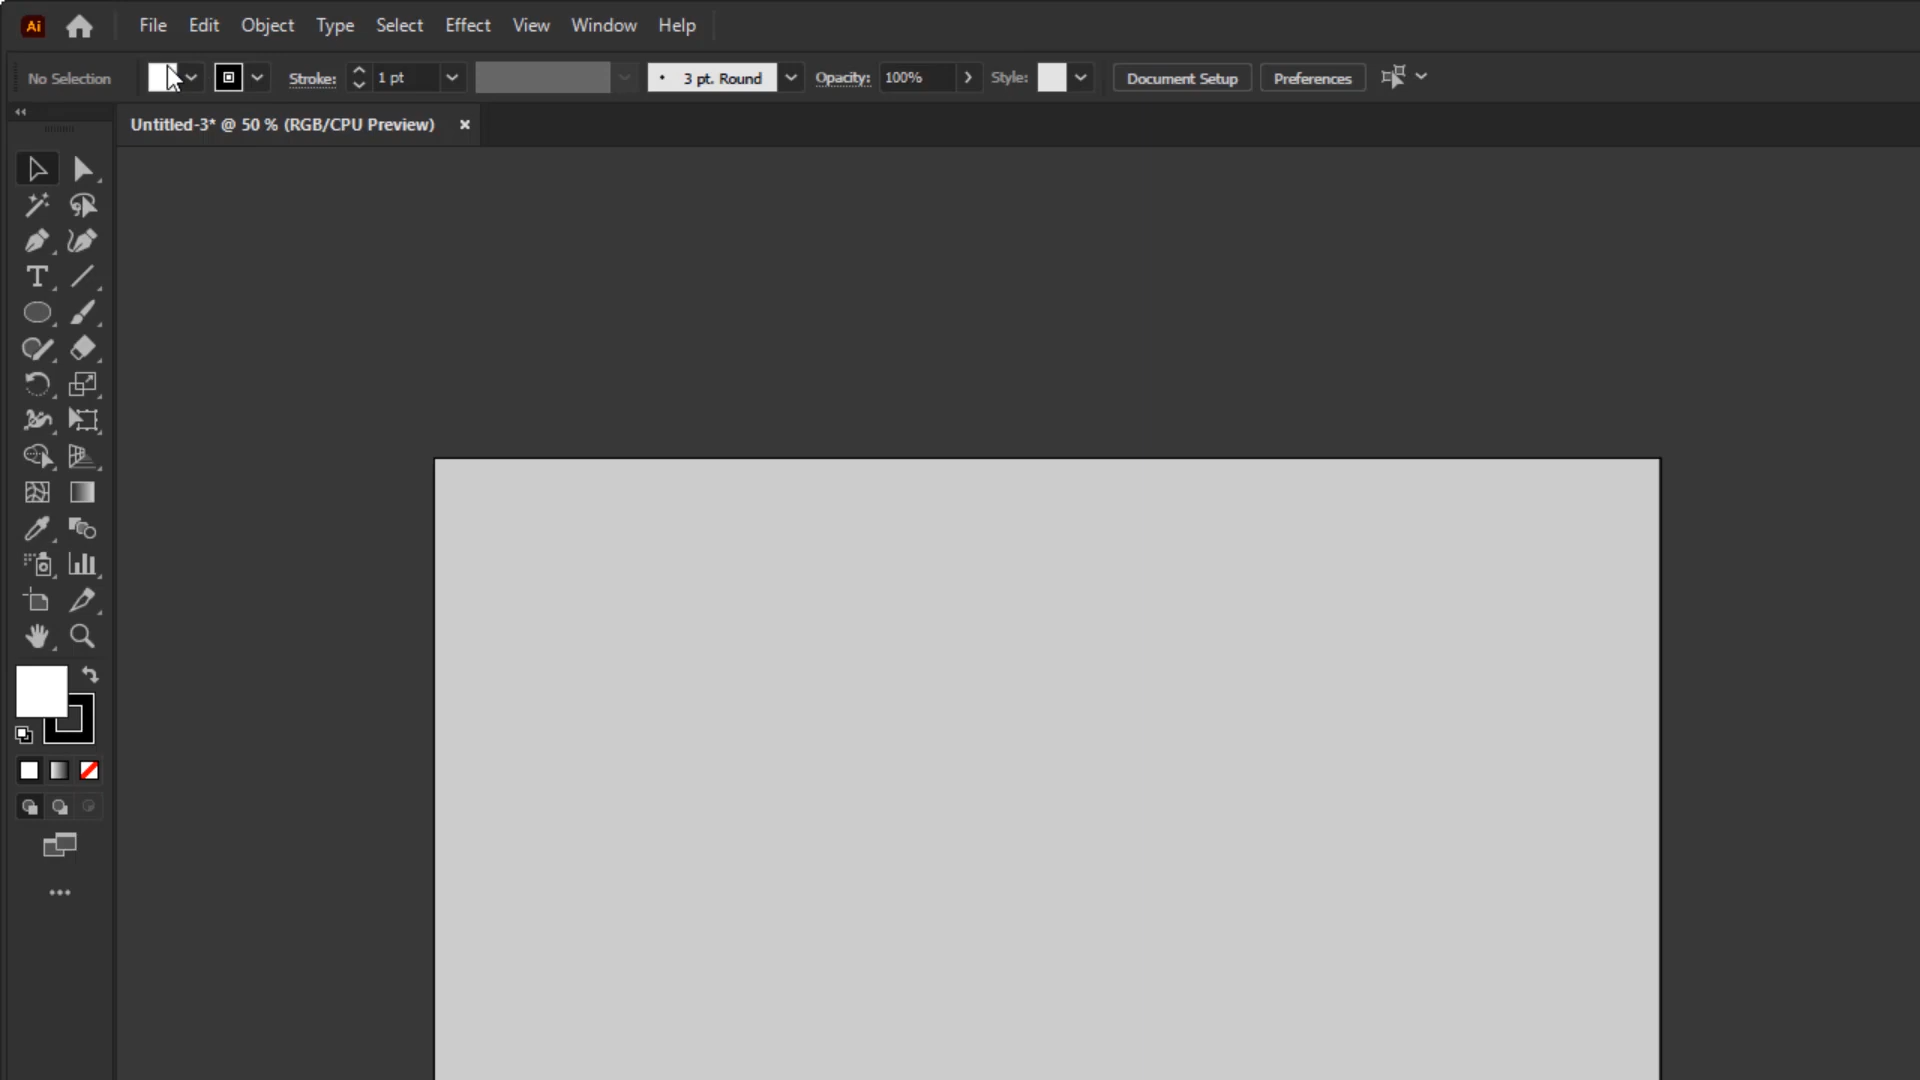 Ai File Edit Object Type Select Effect View Window Help
No Selection Stroke: 1 pt 3 pt. Round Opacity: 100% Style: Document Setup Preferences
Untitled-3* @ 50 % (RGB/CPU Preview)